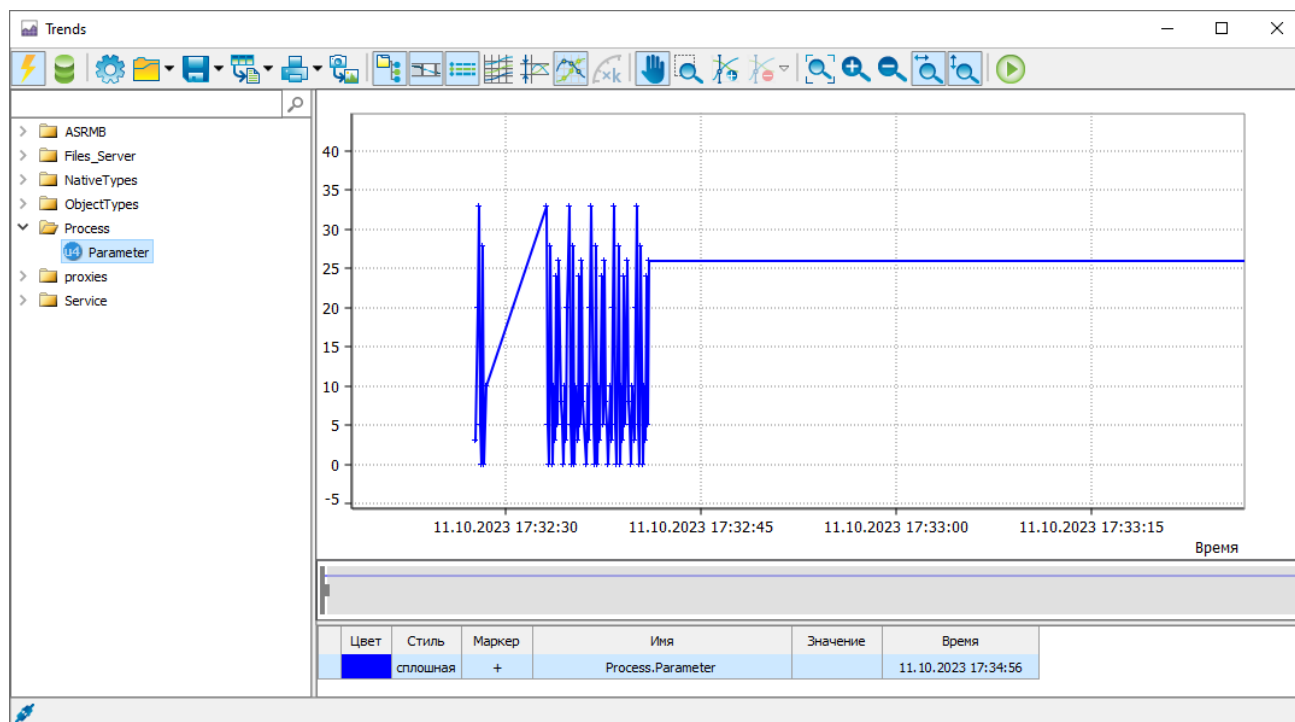 Trends
xk
ASRMB
Files_Server
NativeTypes
ObjectTypes
Process
u4 Parameter
proxies
Service
40
35
30
25
20
15
10
5
0
-5
11.10.2023 17:32:30 11.10.2023 17:32:45 11.10.2023 17:33:00 11.10.2023 17:33:15
Время
Цвет Стиль Маркер Имя Значение Время
сплошная + Process.Parameter 11.10.2023 17:34:56